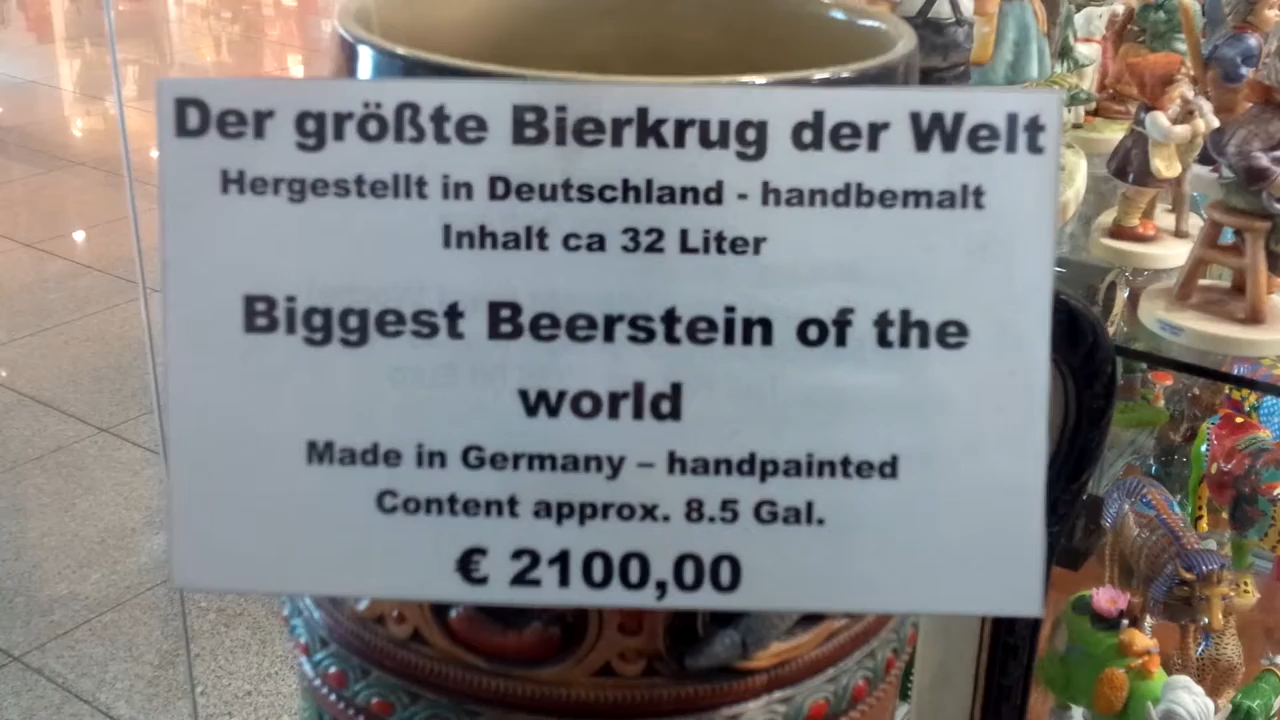 Der größte Bierkrug der Welt
Hergestellt in Deutschland - handbemalt
Inhalt ca 32 Liter
Biggest Beerstein of the
world
Made in Germany – handpainted
Content approx. 8.5 Gal.
€ 2100,00